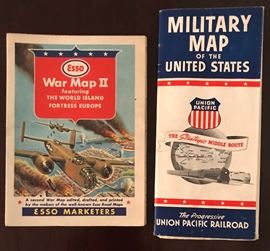 Esso
War Map II
featuring
THE WORLD ISLAND
FORTRESS EUROPE
A second War Map edited, drafted, and printed
by the makers of the well-known Esso Road Maps
ESSO MARKETERS
MILITARY
MAP
OF THE
UNITED STATES
UNION
PACIFIC
THE Strategic MIDDLE ROUTE
The Progressive
UNION PACIFIC RAILROAD